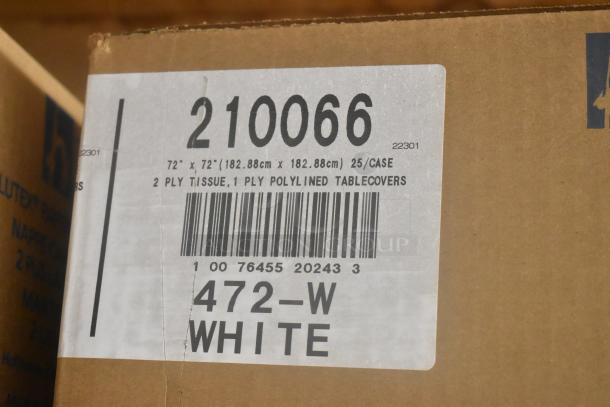 210066
22301
22301
72" x 72"(182.88cm x 182.88cm) 25/CASE
2 PLY TISSUE,1 PLY POLYLINED TABLECOVERS
1 00 76455 20243 3
472-W
WHITE